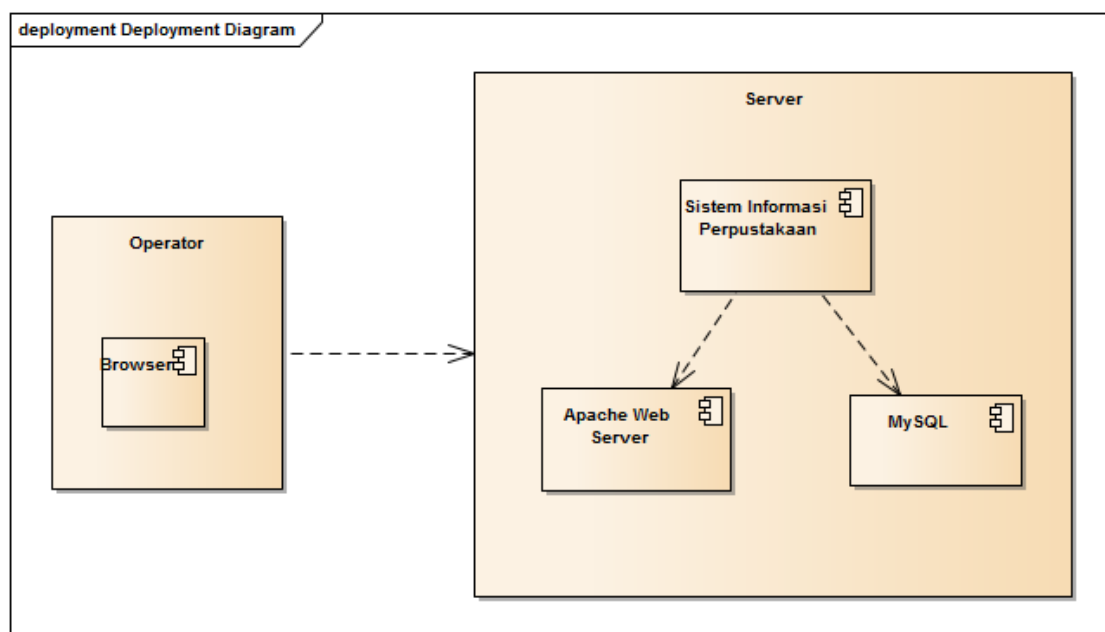 deployment Deployment Diagram
Server
Sistem Informasi
Perpustakaan
Operator
Browser
Apache Web
Server
MySQL